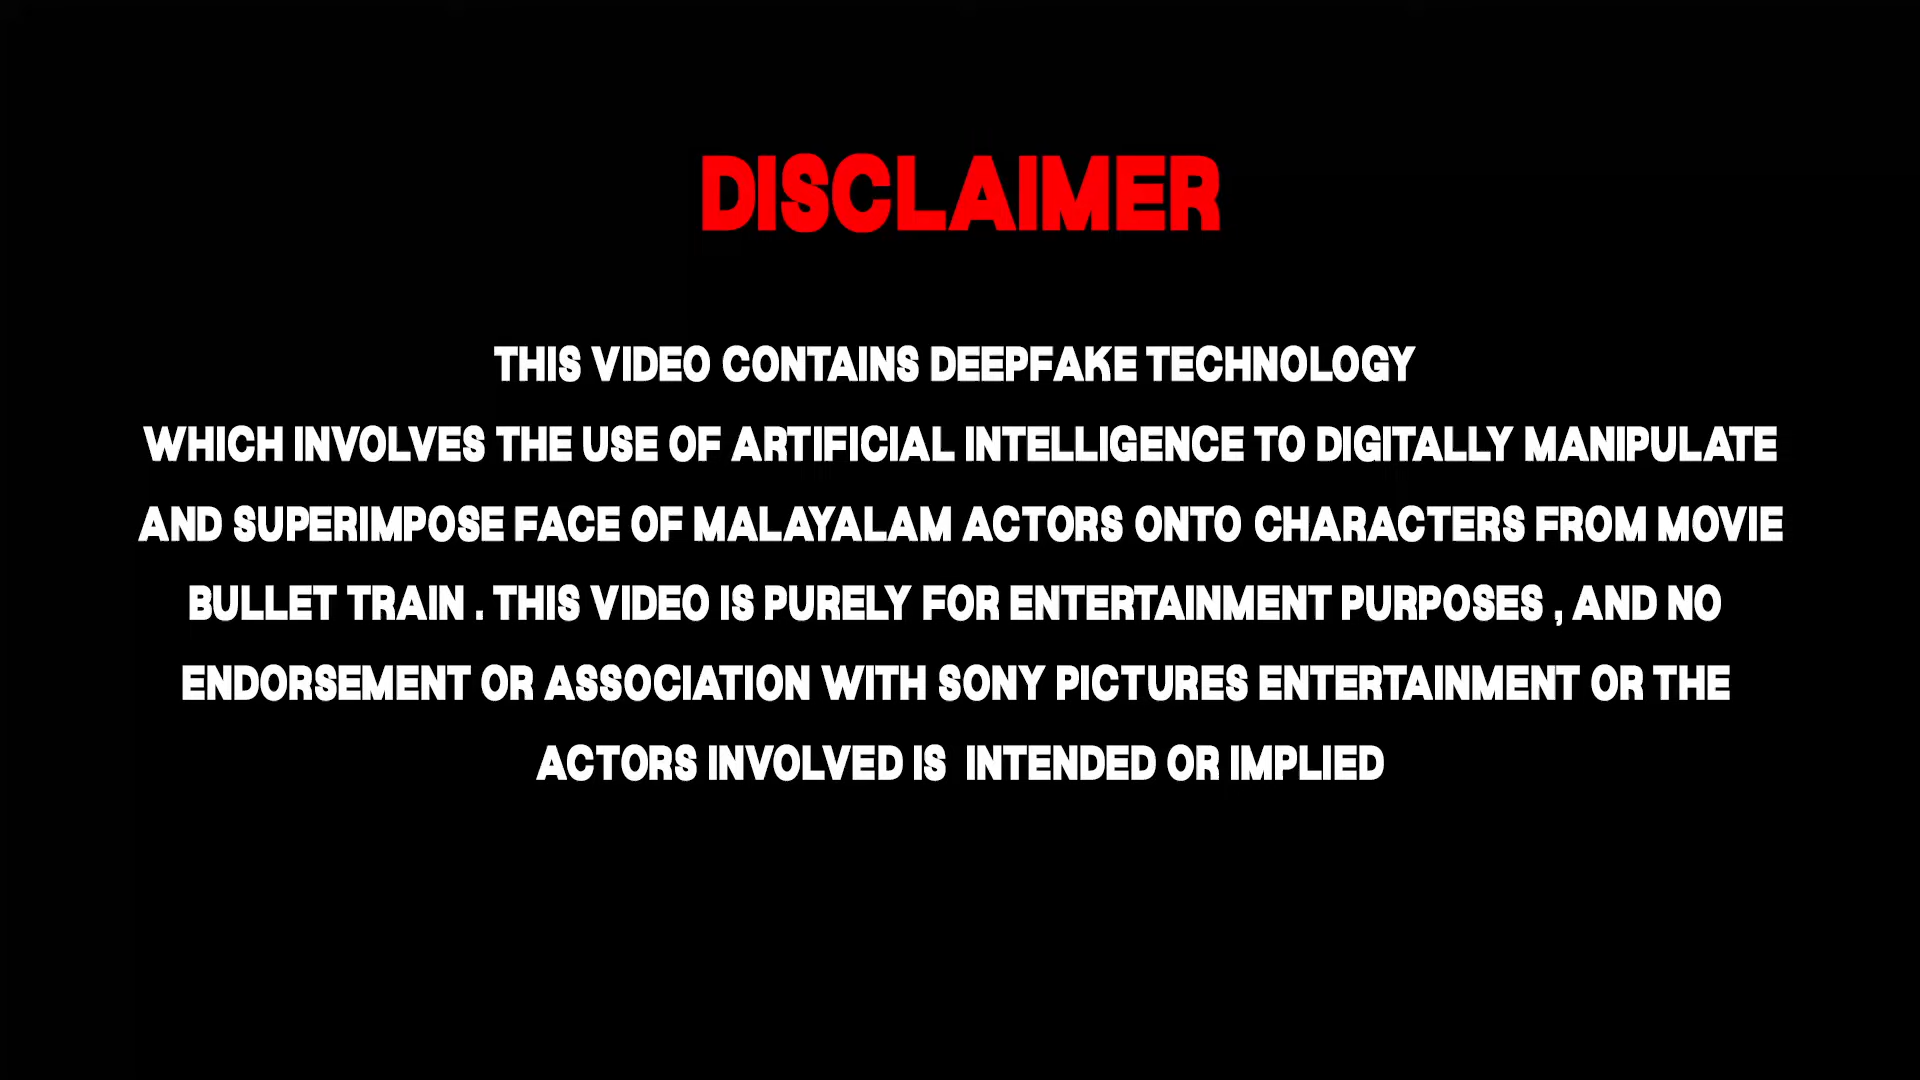 DISCLAIMER
THIS VIDEO CONTAINS DEEPFAKE TECHNOLOGY
WHICH INVOLVES THE USE OF ARTIFICIAL INTELLIGENCE TO DIGITALLY MANIPULATE
AND SUPERIMPOSE FACE OF MALAYALAM ACTORS ONTO CHARACTERS FROM MOVIE
BULLET TRAIN . THIS VIDEO IS PURELY FOR ENTERTAINMENT PURPOSES , AND NO
ENDORSEMENT OR ASSOCIATION WITH SONY PICTURES ENTERTAINMENT OR THE
ACTORS INVOLVED IS  INTENDED OR IMPLIED